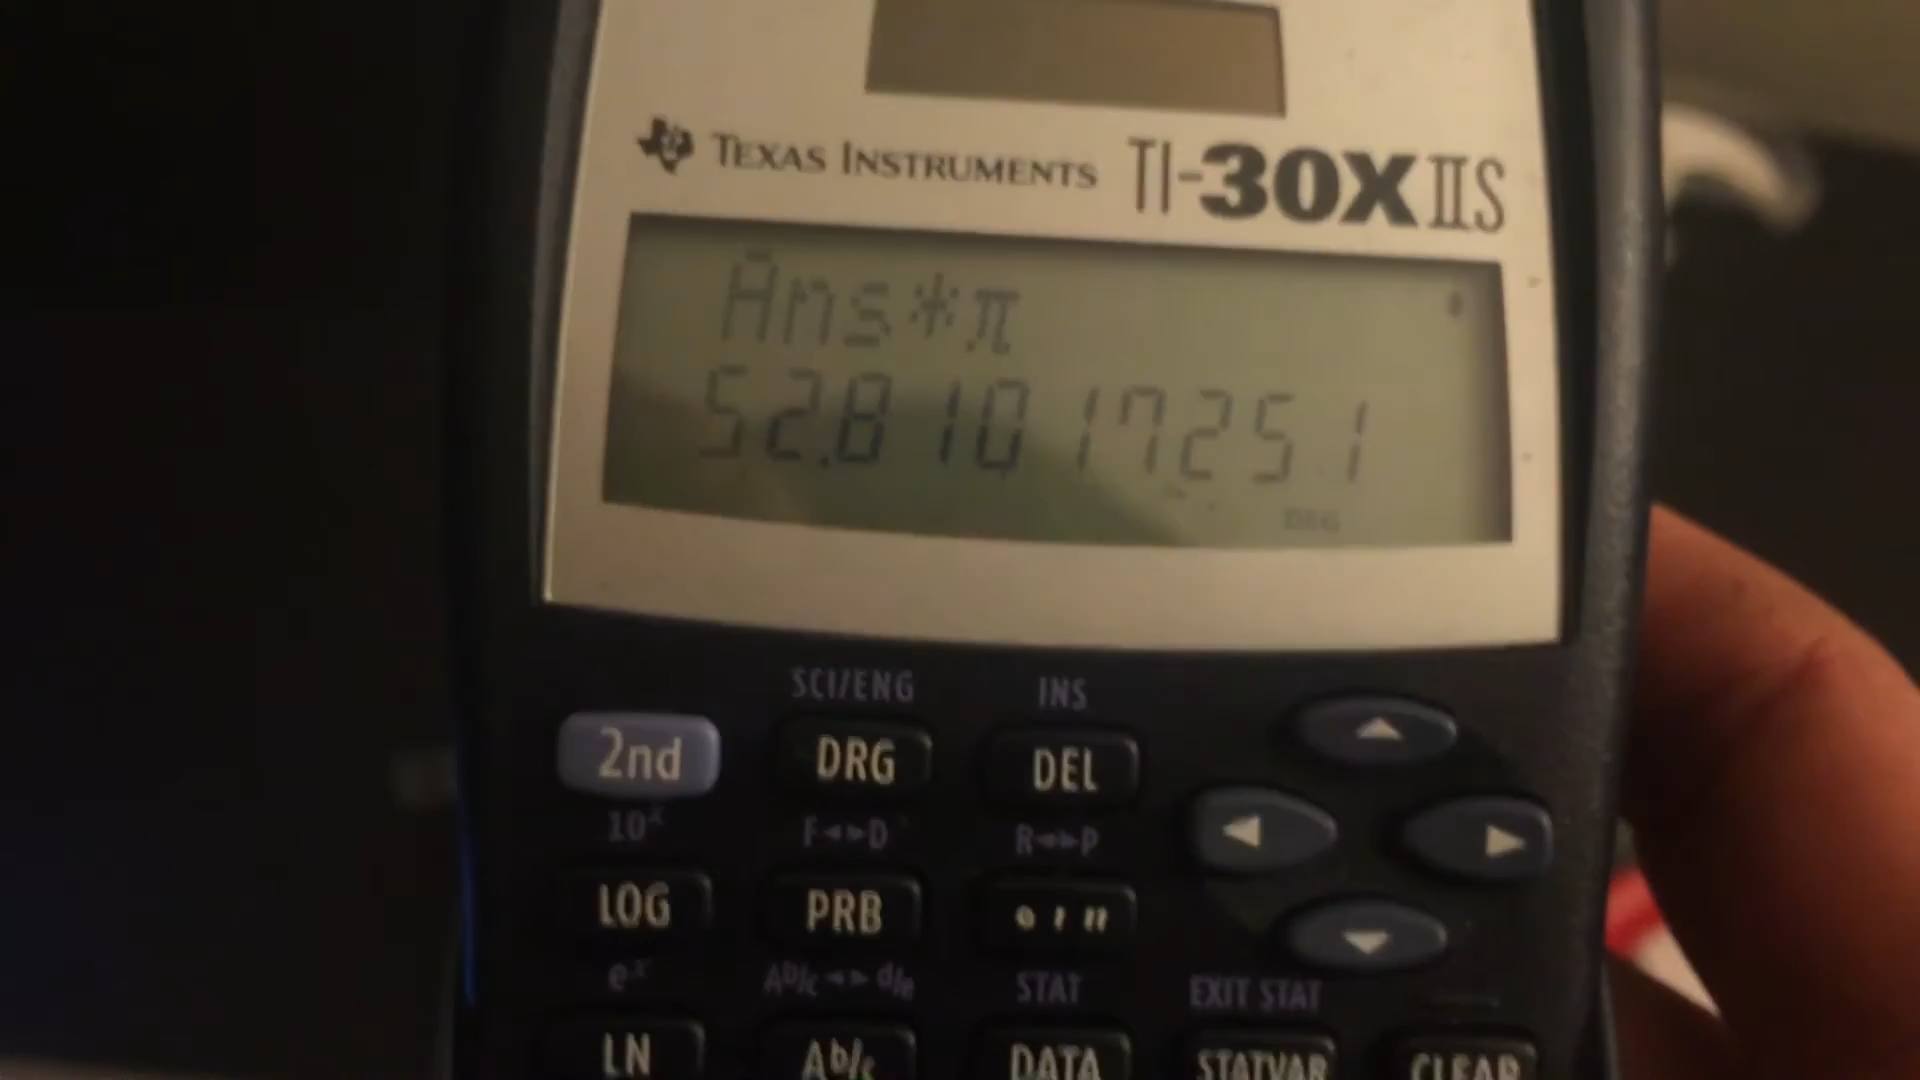 TEXAS INSTRUMENTS TI-30X IIS
Ans*π
52.81017251
DEG
SCI/ENG INS
2nd DRG DEL
10ˣ F◄►D R◄►P
LOG PRB ° ' "
eˣ Ab/c◄►d/e STAT EXIT STAT
LN Ab/c DATA STATVAR CLEAR